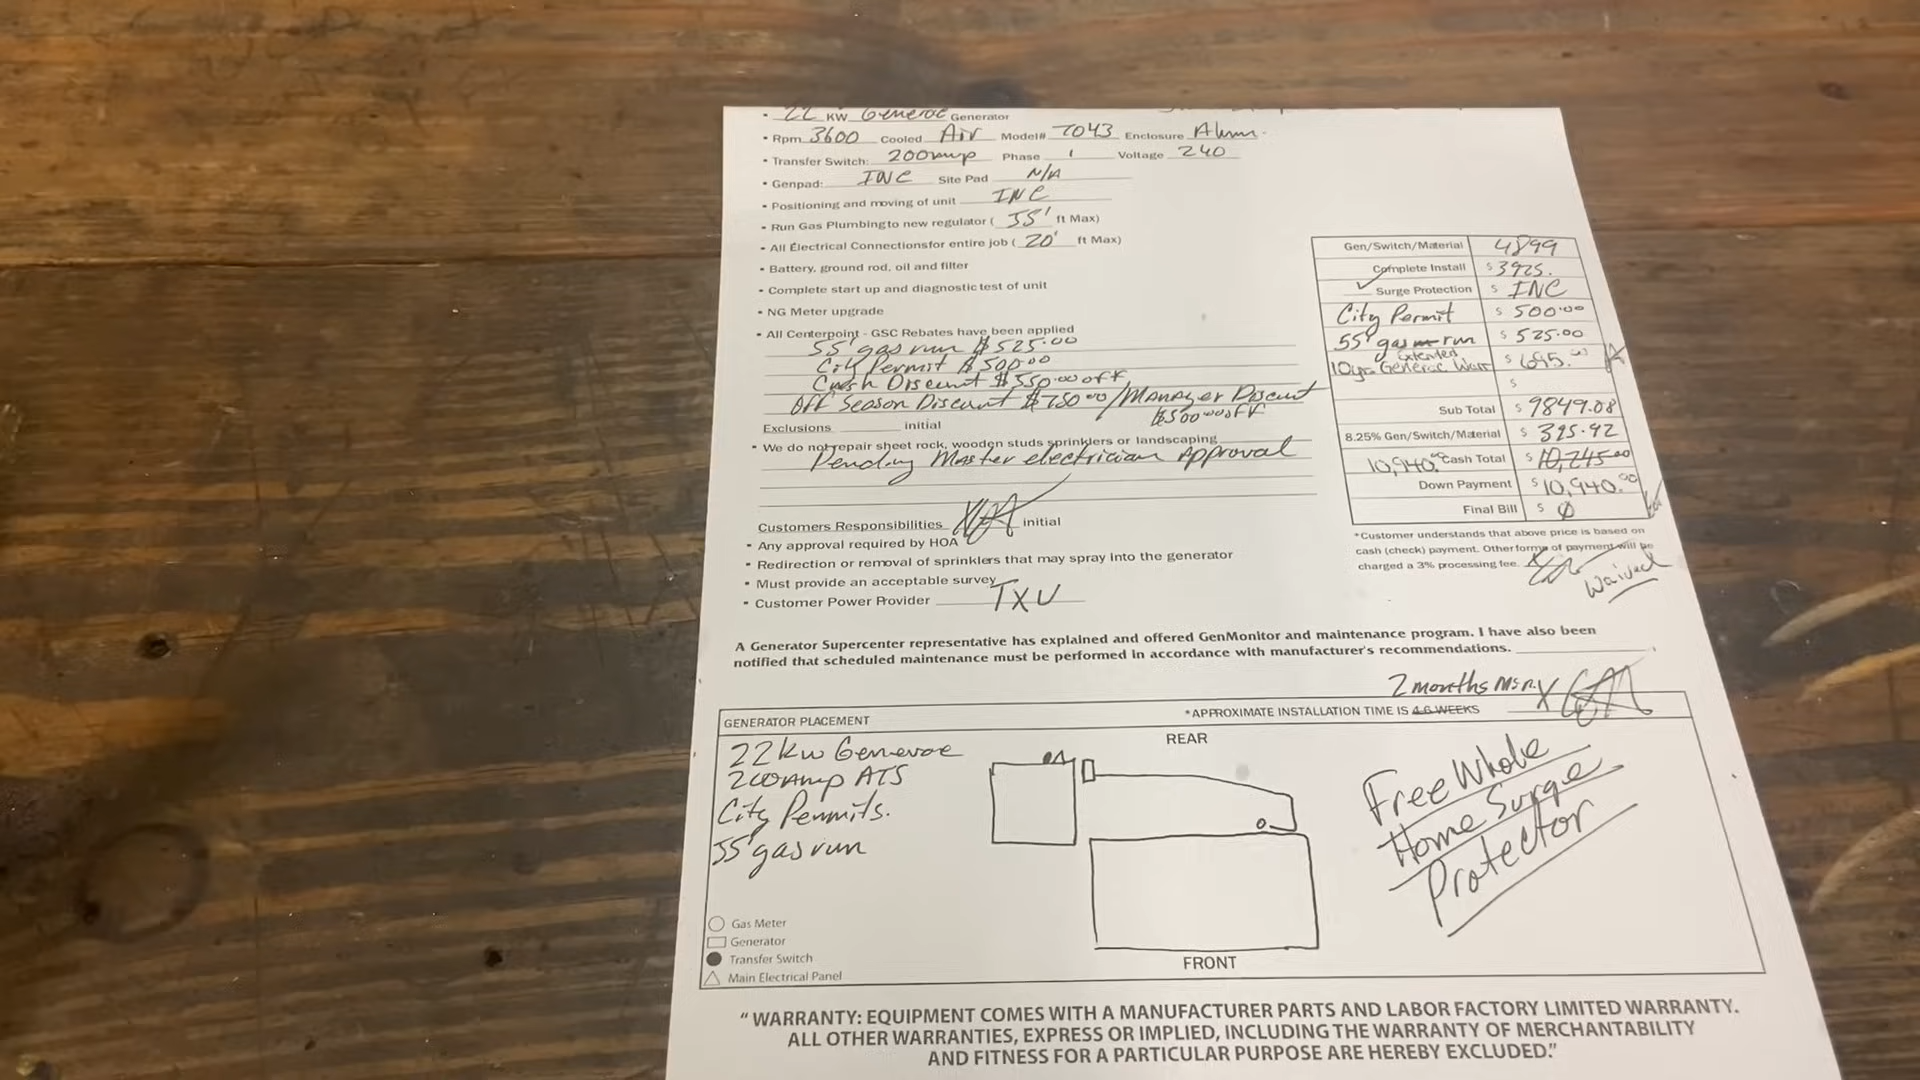 • 22 KW Generac Generator
• Rpm 3600 Cooled Air Model# 7043 Enclosure Alum.
• Transfer Switch: 200amp Phase 1 Voltage 240
• Genpad: INC Site Pad N/A
• Positioning and moving of unit INC
• Run Gas Plumbing to new regulator ( 55' ft Max)
• All Electrical Connectionsfor entire job ( 20' ft Max)
• Battery, ground rod, oil and filter
• Complete start up and diagnostic test of unit
• NG Meter upgrade
• All Centerpoint - GSC Rebates have been applied
55' gas run $525.00
City Permit $500.00
Cash Discount $550.00 off
Off Season Discount $750.00/Manager Discount
$500.00 off
Exclusions initial
• We do not repair sheet rock, wooden studs sprinklers or landscaping
Pending Master electrician Approval
Customers Responsibilities initial
• Any approval required by HOA
• Redirection or removal of sprinklers that may spray into the generator
• Must provide an acceptable survey
• Customer Power Provider TXU
Gen/Switch/Material 4899
Complete Install $ 3925.
Surge Protection $ INC
City Permit $ 500.00
55' gas run $ 525.00
10yr. Generac Extended Warr $ 695.00
$
Sub Total $ 9849.08
8.25% Gen/Switch/Material $ 395.92
10,940.00 Cash Total $ 10,245.00
Down Payment $ 10,940.00
Final Bill $ 0
*Customer understands that above price is based on
cash (check) payment. Other forms of payment will be
charged a 3% processing fee.
Waived
A Generator Supercenter representative has explained and offered GenMonitor and maintenance program. I have also been
notified that scheduled maintenance must be performed in accordance with manufacturer's recommendations.
2 months min. X
GENERATOR PLACEMENT
*APPROXIMATE INSTALLATION TIME IS 4-6 WEEKS
REAR
22kw Generac
200Amp ATS
City Permits.
55' gas run
Free Whole
Home Surge
Protector
Gas Meter
Generator
Transfer Switch
Main Electrical Panel
FRONT
" WARRANTY: EQUIPMENT COMES WITH A MANUFACTURER PARTS AND LABOR FACTORY LIMITED WARRANTY.
ALL OTHER WARRANTIES, EXPRESS OR IMPLIED, INCLUDING THE WARRANTY OF MERCHANTABILITY
AND FITNESS FOR A PARTICULAR PURPOSE ARE HEREBY EXCLUDED."